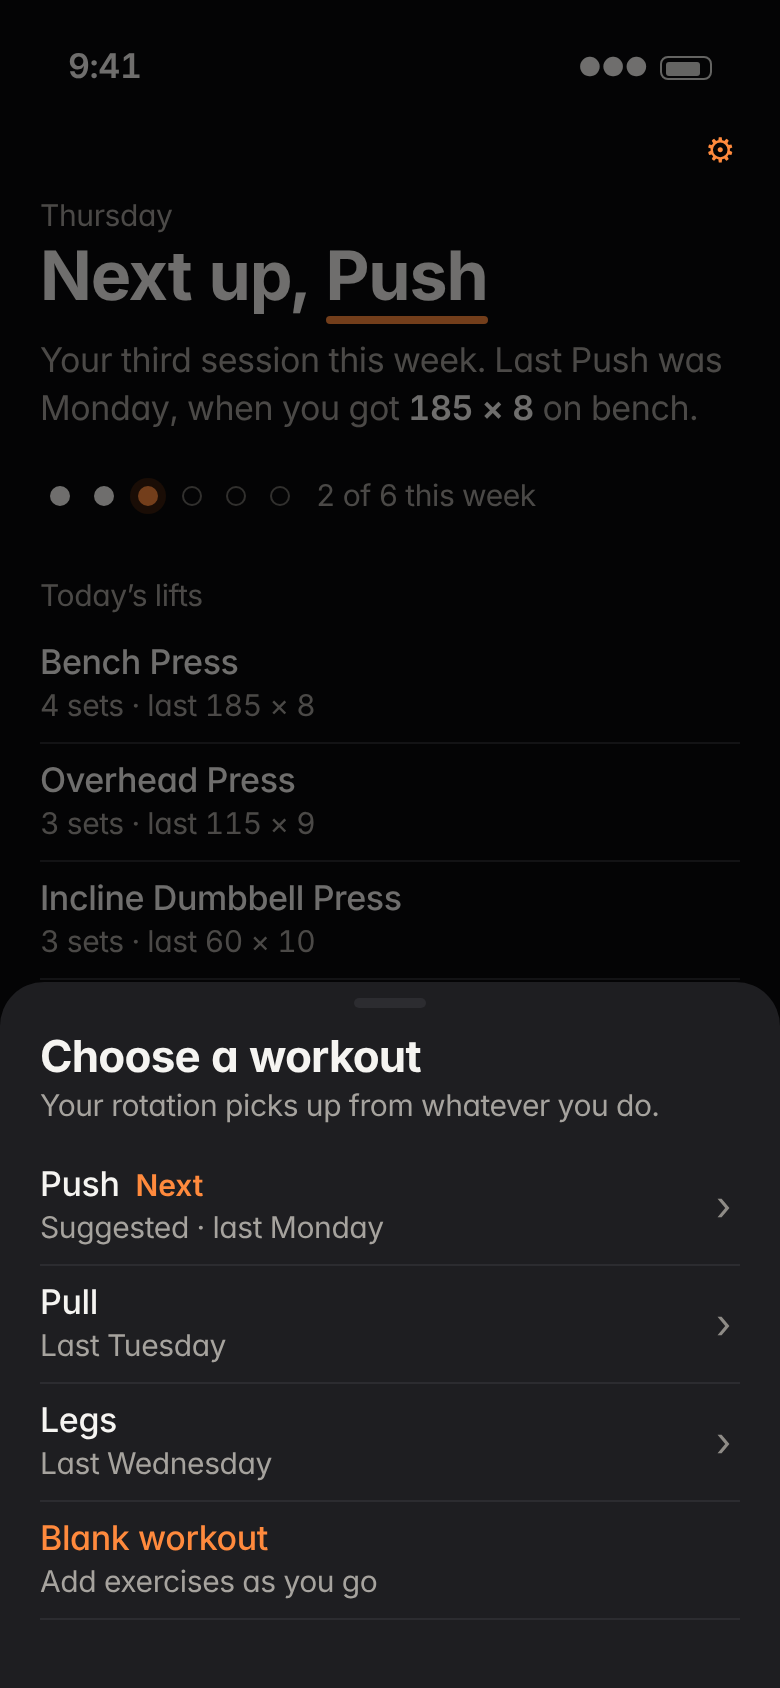 9:41
Thursday
Next up, Push
Your third session this week. Last Push was
Monday, when you got 185 × 8 on bench.
2 of 6 this week
Today’s lifts
Bench Press
4 sets · last 185 × 8
Overhead Press
3 sets · last 115 × 9
Incline Dumbbell Press
3 sets · last 60 × 10
Choose a workout
Your rotation picks up from whatever you do.
Push Next
Suggested · last Monday
Pull
Last Tuesday
Legs
Last Wednesday
Blank workout
Add exercises as you go